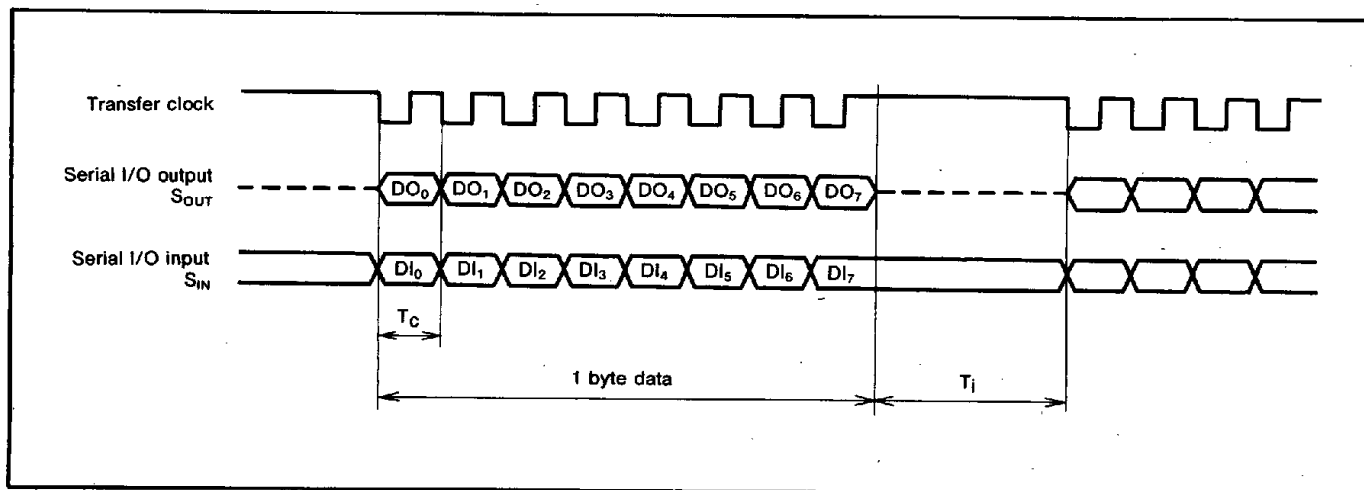 Transfer clock
Serial I/O output
SOUT
DO0 DO1 DO2 DO3 DO4 DO5 DO6 DO7
Serial I/O input
SIN
DI0 DI1 DI2 DI3 DI4 DI5 DI6 DI7
TC
1 byte data
Ti